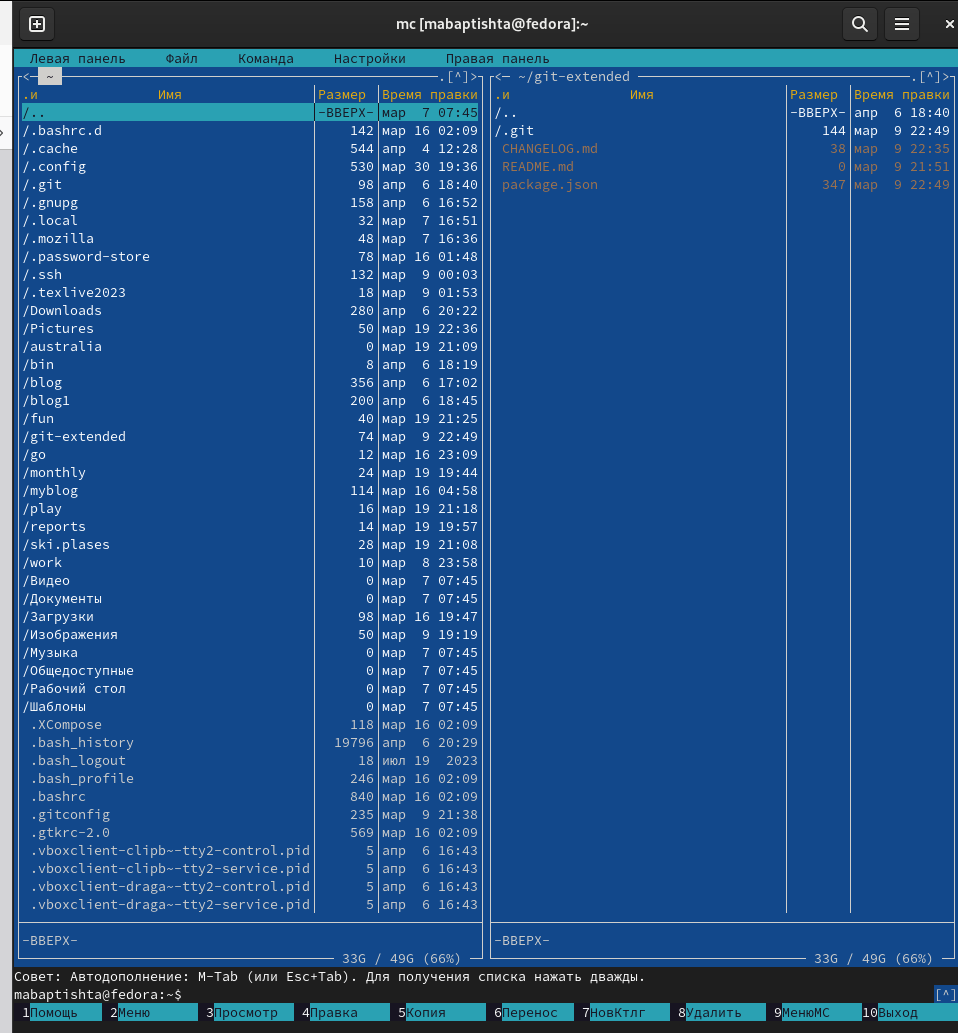 mc [mabaptishta@fedora]:~
Левая панель Файл Команда Настройки Правая панель
<— ~ .[^]>
.и Имя Размер Время правки
/.. -ВВЕРХ- мар 7 07:45
/.bashrc.d 142 мар 16 02:09
/.cache 544 апр 4 12:28
/.config 530 мар 30 19:36
/.git 98 апр 6 18:40
/.gnupg 158 апр 6 16:52
/.local 32 мар 7 16:51
/.mozilla 48 мар 7 16:36
/.password-store 78 мар 16 01:48
/.ssh 132 мар 9 00:03
/.texlive2023 18 мар 9 01:53
/Downloads 280 апр 6 20:22
/Pictures 50 мар 19 22:36
/australia 0 мар 19 21:09
/bin 8 апр 6 18:19
/blog 356 апр 6 17:02
/blog1 200 апр 6 18:45
/fun 40 мар 19 21:25
/git-extended 74 мар 9 22:49
/go 12 мар 16 23:09
/monthly 24 мар 19 19:44
/myblog 114 мар 16 04:58
/play 16 мар 19 21:18
/reports 14 мар 19 19:57
/ski.plases 28 мар 19 21:08
/work 10 мар 8 23:58
/Видео 0 мар 7 07:45
/Документы 0 мар 7 07:45
/Загрузки 98 мар 16 19:47
/Изображения 50 мар 9 19:19
/Музыка 0 мар 7 07:45
/Общедоступные 0 мар 7 07:45
/Рабочий стол 0 мар 7 07:45
/Шаблоны 0 мар 7 07:45
.XCompose 118 мар 16 02:09
.bash_history 19796 апр 6 20:29
.bash_logout 18 июл 19 2023
.bash_profile 246 мар 16 02:09
.bashrc 840 мар 16 02:09
.gitconfig 235 мар 9 21:38
.gtkrc-2.0 569 мар 16 02:09
.vboxclient-clipb~-tty2-control.pid 5 апр 6 16:43
.vboxclient-clipb~-tty2-service.pid 5 апр 6 16:43
.vboxclient-draga~-tty2-control.pid 5 апр 6 16:43
.vboxclient-draga~-tty2-service.pid 5 апр 6 16:43
-ВВЕРХ-
33G / 49G (66%)
<— ~/git-extended .[^]>
.и Имя Размер Время правки
/.. -ВВЕРХ- апр 6 18:40
/.git 144 мар 9 22:49
CHANGELOG.md 38 мар 9 22:35
README.md 0 мар 9 21:51
package.json 347 мар 9 22:49
-ВВЕРХ-
33G / 49G (66%)
Совет: Автодополнение: M-Tab (или Esc+Tab). Для получения списка нажать дважды.
mabaptishta@fedora:~$ [^]
1Помощь 2Меню 3Просмотр 4Правка 5Копия 6Перенос 7НовКтлг 8Удалить 9МенюMC 10Выход